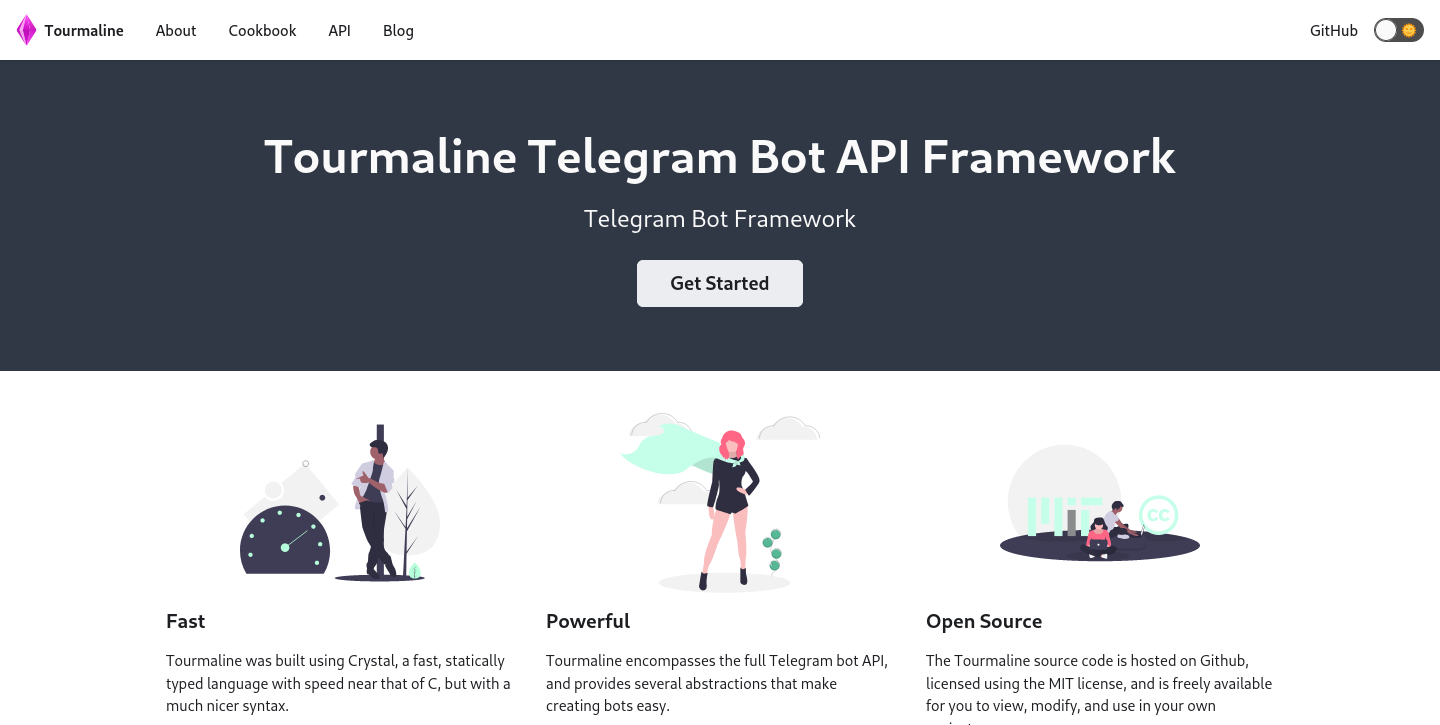 Tourmaline
About
Cookbook
API
Blog
GitHub
Tourmaline Telegram Bot API Framework
Telegram Bot Framework
Get Started
MIT
CC
Fast
Tourmaline was built using Crystal, a fast, statically
typed language with speed near that of C, but with a
much nicer syntax.
Powerful
Tourmaline encompasses the full Telegram bot API,
and provides several abstractions that make
creating bots easy.
Open Source
The Tourmaline source code is hosted on Github,
licensed using the MIT license, and is freely available
for you to view, modify, and use in your own